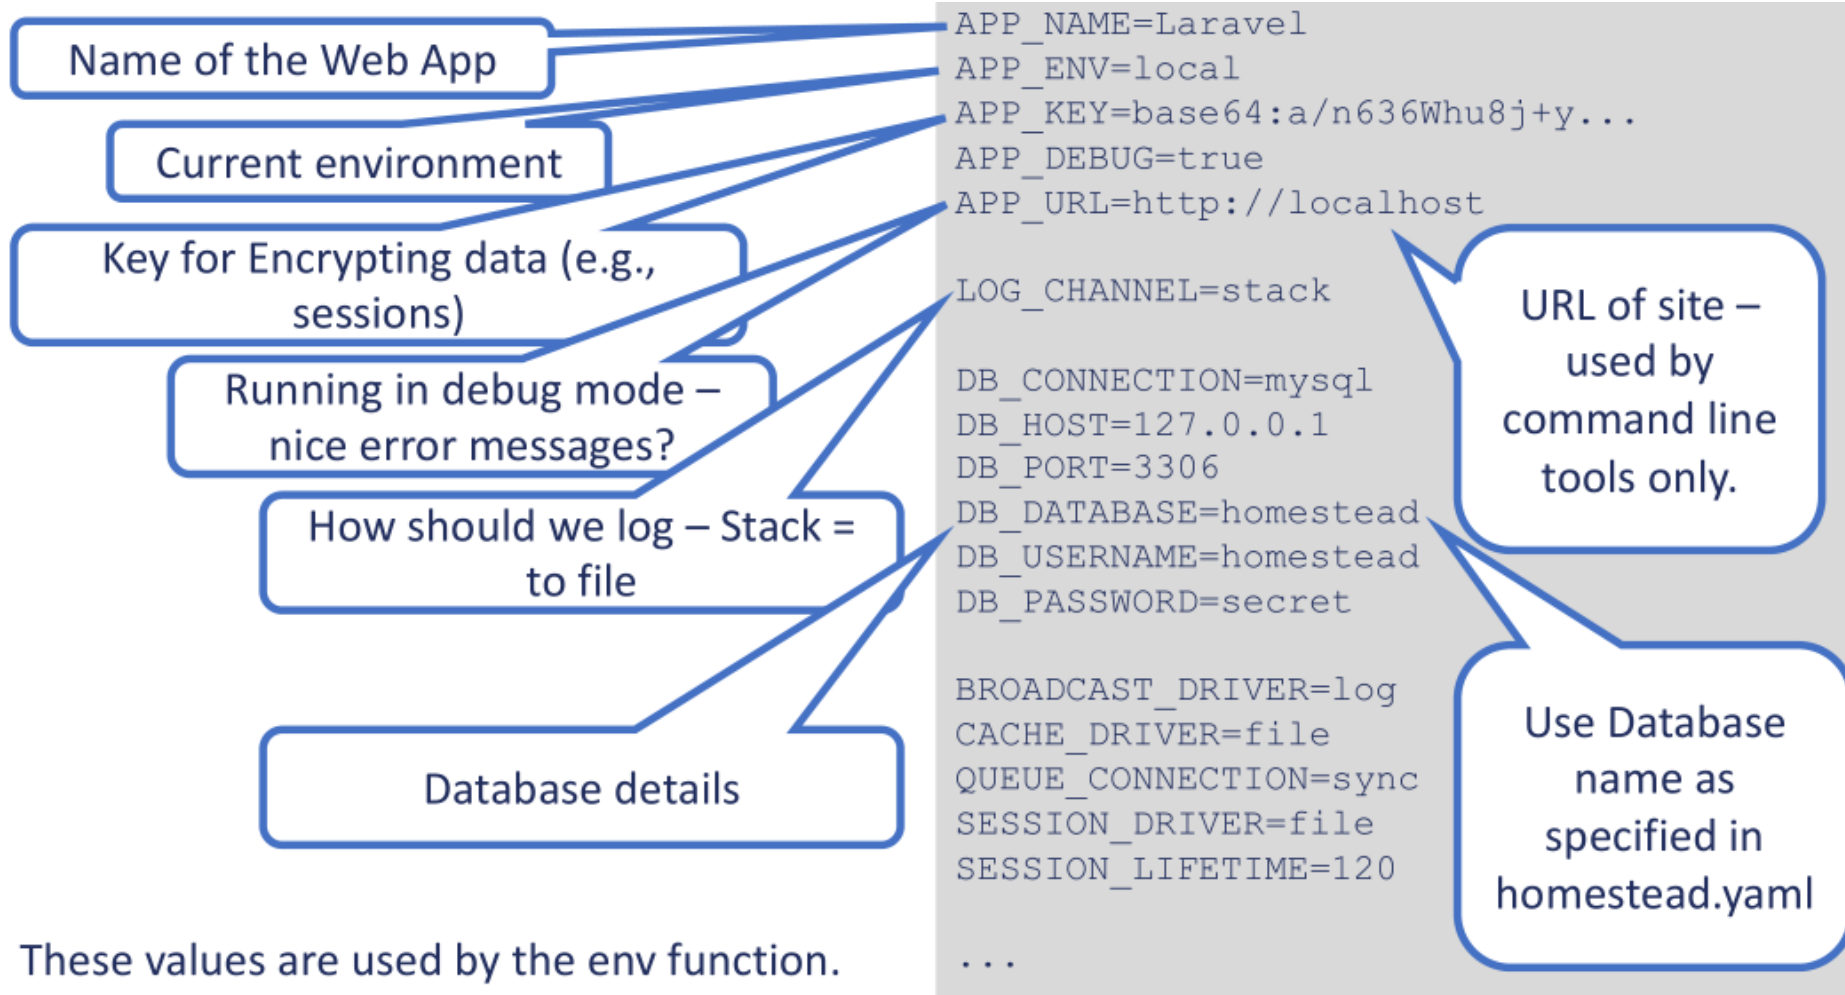 Name of the Web App
Current environment
Key for Encrypting data (e.g.,
sessions)
Running in debug mode –
nice error messages?
How should we log – Stack =
to file
Database details
These values are used by the env function.
APP_NAME=Laravel
APP_ENV=local
APP_KEY=base64:a/n636Whu8j+y...
APP_DEBUG=true
APP_URL=http://localhost
LOG_CHANNEL=stack
DB_CONNECTION=mysql
DB_HOST=127.0.0.1
DB_PORT=3306
DB_DATABASE=homestead
DB_USERNAME=homestead
DB_PASSWORD=secret
BROADCAST_DRIVER=log
CACHE_DRIVER=file
QUEUE_CONNECTION=sync
SESSION_DRIVER=file
SESSION_LIFETIME=120
...
URL of site –
used by
command line
tools only.
Use Database
name as
specified in
homestead.yaml